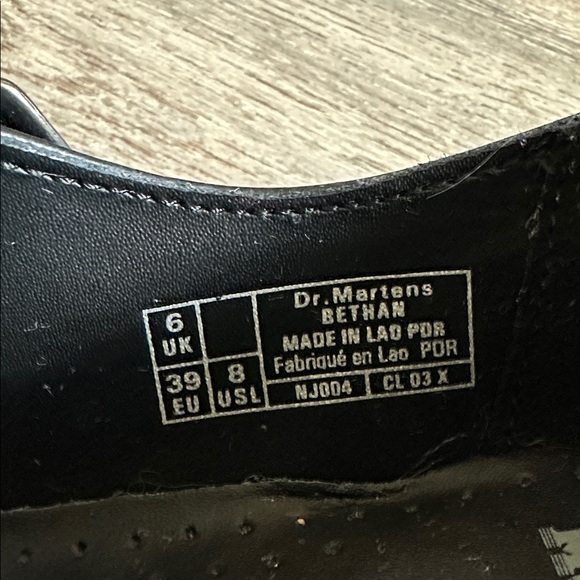 6
UK
39
EU
8
USL
Dr.Martens
BETHAN
MADE IN LAO PDR
Fabriqué en Lao PDR
NJ004
CL 03 X